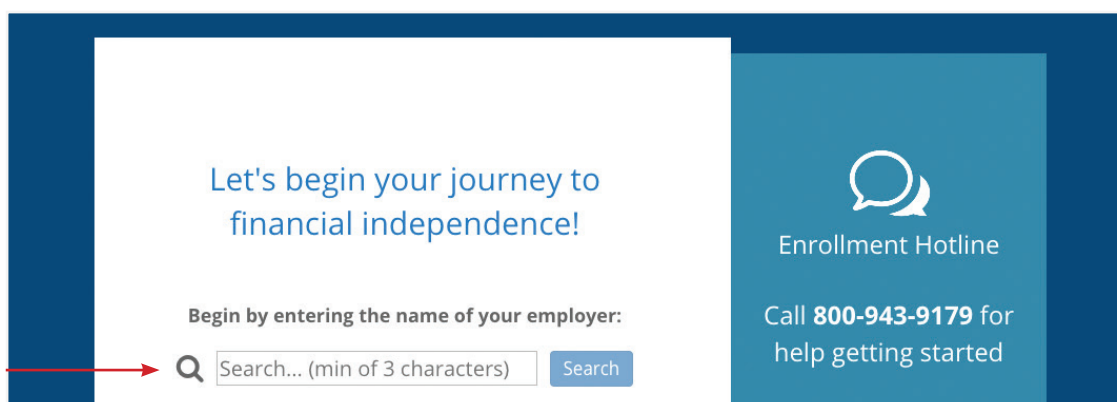 Let's begin your journey to
financial independence!
Begin by entering the name of your employer:
Search... (min of 3 characters)
Search
Enrollment Hotline
Call 800-943-9179 for
help getting started